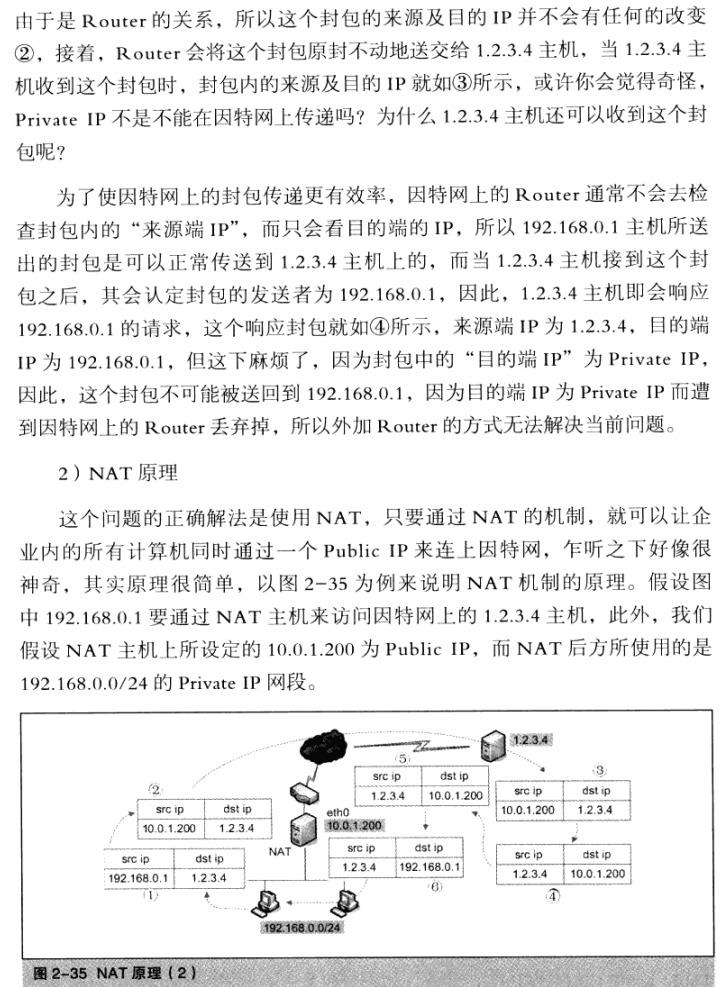 由于是 Router 的关系，所以这个封包的来源及目的 IP 并不会有任何的改变
②，接着，Router 会将这个封包原封不动地送交给 1.2.3.4 主机，当 1.2.3.4 主
机收到这个封包时，封包内的来源及目的 IP 就如③所示，或许你会觉得奇怪，
Private IP 不是不能在因特网上传递吗？为什么 1.2.3.4 主机还可以收到这个封
包呢？
为了使因特网上的封包传递更有效率，因特网上的 Router 通常不会去检
查封包内的“来源端 IP”，而只会看目的端的 IP，所以 192.168.0.1 主机所送
出的封包是可以正常传送到 1.2.3.4 主机上的，而当 1.2.3.4 主机接到这个封
包之后，其会认定封包的发送者为 192.168.0.1，因此，1.2.3.4 主机即会响应
192.168.0.1 的请求，这个响应封包就如④所示，来源端 IP 为 1.2.3.4，目的端
IP 为 192.168.0.1，但这下麻烦了，因为封包中的“目的端 IP”为 Private IP，
因此，这个封包不可能被送回到 192.168.0.1，因为目的端 IP 为 Private IP 而遭
到因特网上的 Router 丢弃掉，所以外加 Router 的方式无法解决当前问题。
2）NAT 原理
这个问题的正确解法是使用 NAT，只要通过 NAT 的机制，就可以让企
业内的所有计算机同时通过一个 Public IP 来连上因特网，乍听之下好像很
神奇，其实原理很简单，以图 2-35 为例来说明 NAT 机制的原理。假设图
中 192.168.0.1 要通过 NAT 主机来访问因特网上的 1.2.3.4 主机，此外，我们
假设 NAT 主机上所设定的 10.0.1.200 为 Public IP，而 NAT 后方所使用的是
192.168.0.0/24 的 Private IP 网段。
1.2.3.4
⑤
src ip dst ip
1.2.3.4 10.0.1.200
③
src ip dst ip
10.0.1.200 1.2.3.4
②
src ip dst ip
10.0.1.200 1.2.3.4
eth0
10.0.1.200
NAT
src ip dst ip
192.168.0.1 1.2.3.4
①
src ip dst ip
1.2.3.4 192.168.0.1
⑥
src ip dst ip
1.2.3.4 10.0.1.200
④
192.168.0.0/24
图 2-35 NAT 原理（2）